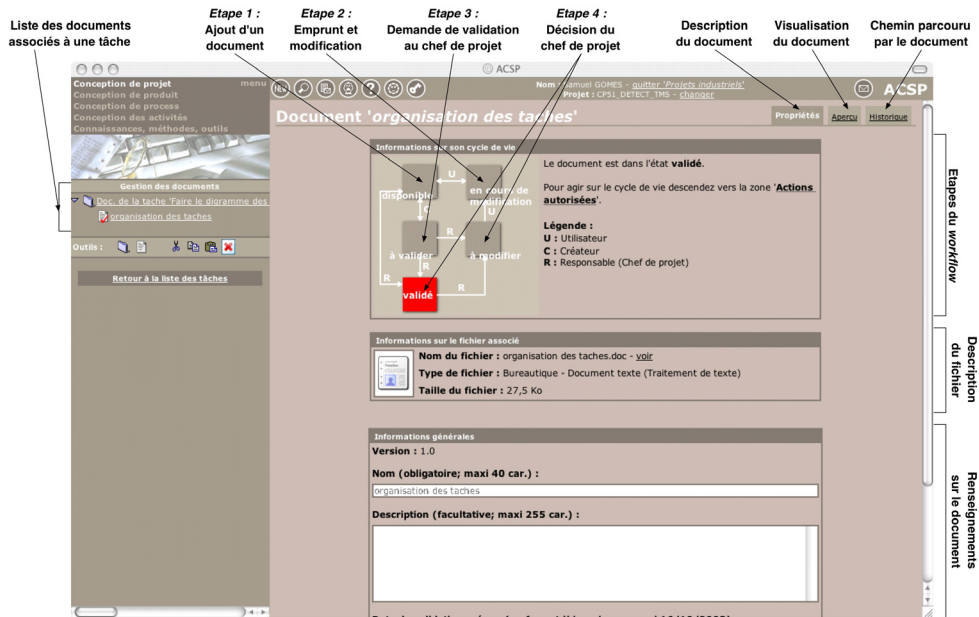 Liste des documents
associés à une tâche
Etape 1 :
Ajout d'un
document
Etape 2 :
Emprunt et
modification
Etape 3 :
Demande de validation
au chef de projet
Etape 4 :
Décision du
chef de projet
Description
du document
Visualisation
du document
Chemin parcouru
par le document
ACSP
Conception de projet
menu
Conception de produit
Conception de process
Conception des activités
Connaissances, méthodes, outils
NEW
Nom : Samuel GOMES - quitter 'Projets industriels'
Projet : CP51_DETECT_TMS - changer
ACSP
Document 'organisation des taches'
Propriétés
Aperçu
Historique
Gestion des documents
Doc. de la tache 'Faire le digramme des
organisation des taches
Outils :
Retour à la liste des tâches
Informations sur son cycle de vie
disponible
U
en cours de
modification
C
U
R
à valider
à modifier
R
R
R
validé
Le document est dans l'état validé.
Pour agir sur le cycle de vie descendez vers la zone 'Actions
autorisées'.
Légende :
U : Utilisateur
C : Créateur
R : Responsable (Chef de projet)
Informations sur le fichier associé
Nom du fichier : organisation des taches.doc - voir
Type de fichier : Bureautique - Document texte (Traitement de texte)
Taille du fichier : 27,5 Ko
Informations générales
Version : 1.0
Nom (obligatoire; maxi 40 car.) :
organisation des taches
Description (facultative; maxi 255 car.) :
Etapes du workflow
Description
du fichier
Renseignements
sur le document